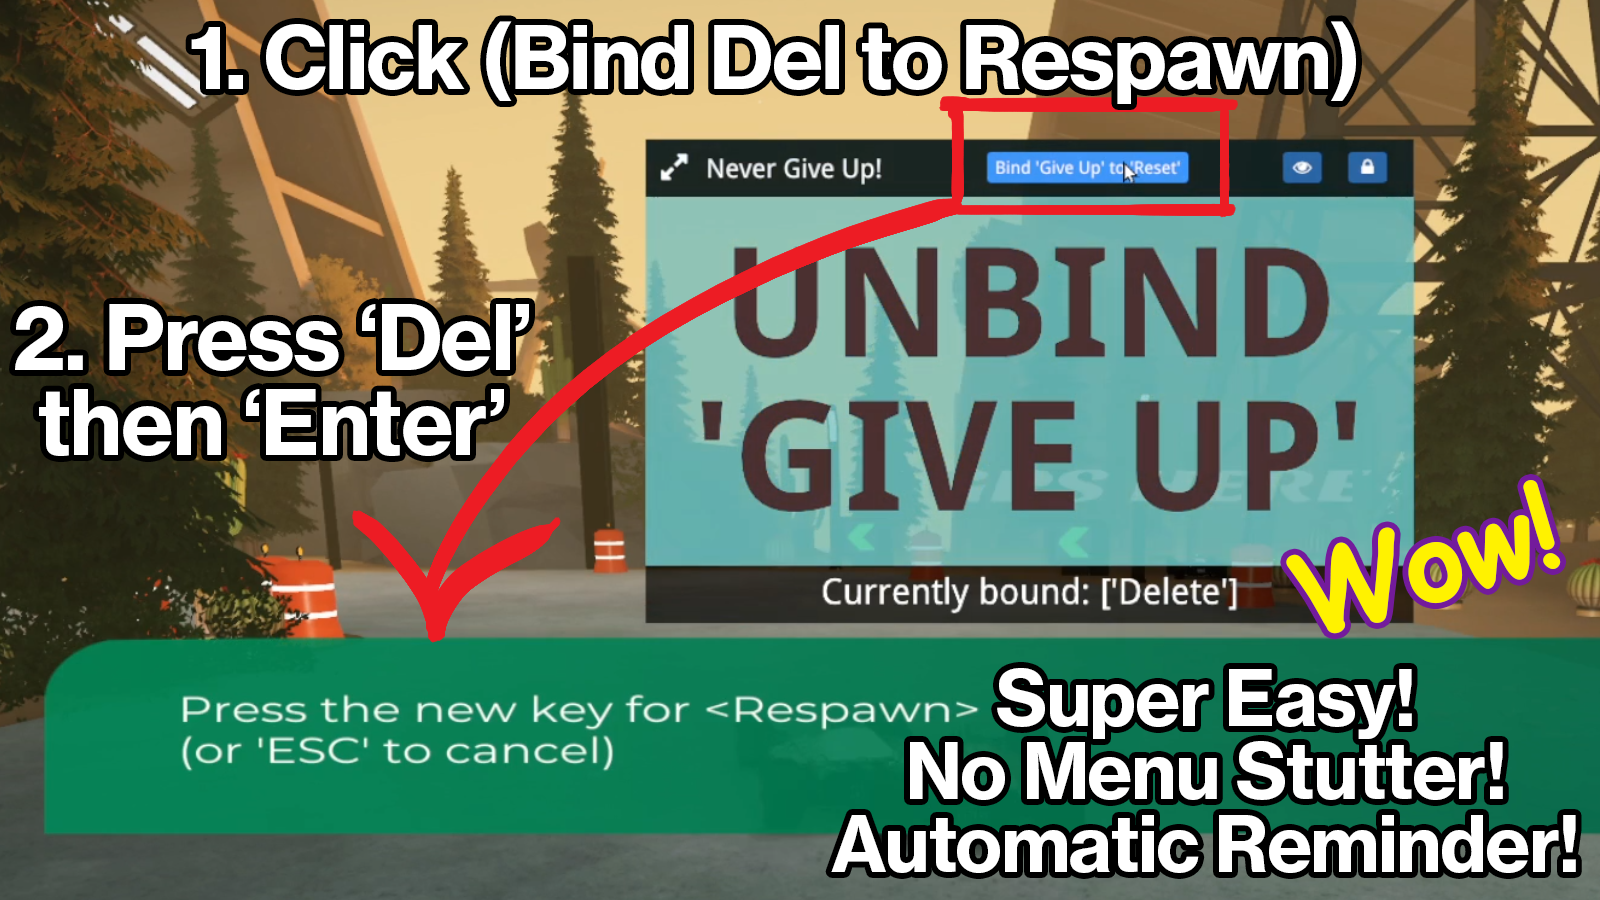 1. Click (Bind Del to Respawn)
Never Give Up!
Bind 'Give Up' to 'Reset'
UNBIND
'GIVE UP'
2. Press ‘Del’
then ‘Enter’
Currently bound: ['Delete']
Wow!
Press the new key for <Respawn>
(or 'ESC' to cancel)
Super Easy!
No Menu Stutter!
Automatic Reminder!